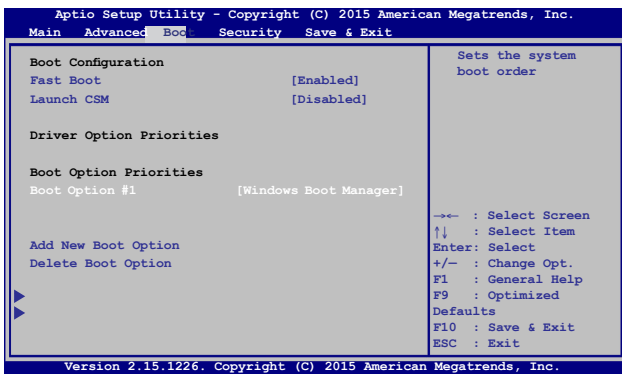 Aptio Setup Utility - Copyright (C) 2015 American Megatrends, Inc.
Main Advanced Boot Security Save & Exit
Boot Configuration
Fast Boot [Enabled]
Launch CSM [Disabled]
Driver Option Priorities
Boot Option Priorities
Boot Option #1 [Windows Boot Manager]
Add New Boot Option
Delete Boot Option
Sets the system
boot order
→← : Select Screen
↑↓ : Select Item
Enter: Select
+/— : Change Opt.
F1 : General Help
F9 : Optimized
Defaults
F10 : Save & Exit
ESC : Exit
Version 2.15.1226. Copyright (C) 2015 American Megatrends, Inc.